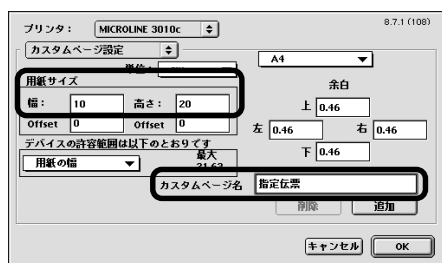 プリンタ： MICROLINE 3010c 8.7.1 (108)
カスタムページ設定
単位：
A4
用紙サイズ
幅： 10 高さ： 20
Offset 0 Offset 0
余白
上 0.46
左 0.46 右 0.46
下 0.46
デバイスの許容範囲は以下のとおりです
用紙の幅 最大
カスタムページ名 指定伝票
削除 追加
キャンセル OK